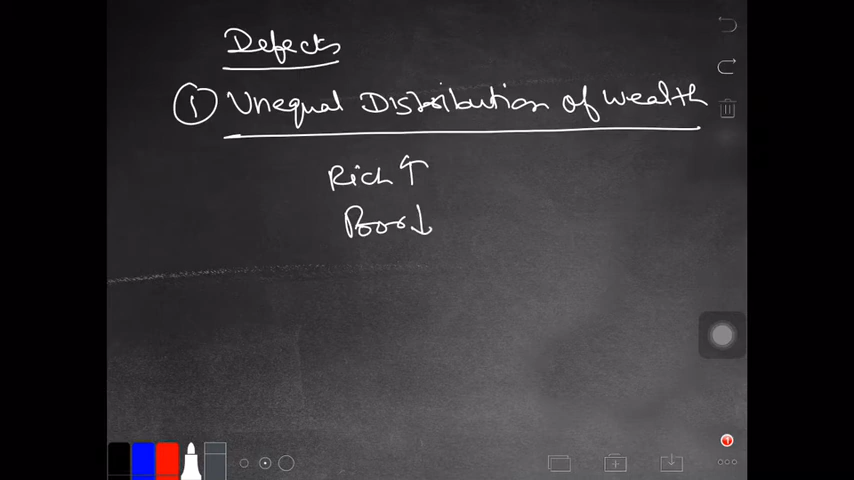 Defects
① Unequal Distribution of Wealth
Rich ↑
Poor ↓